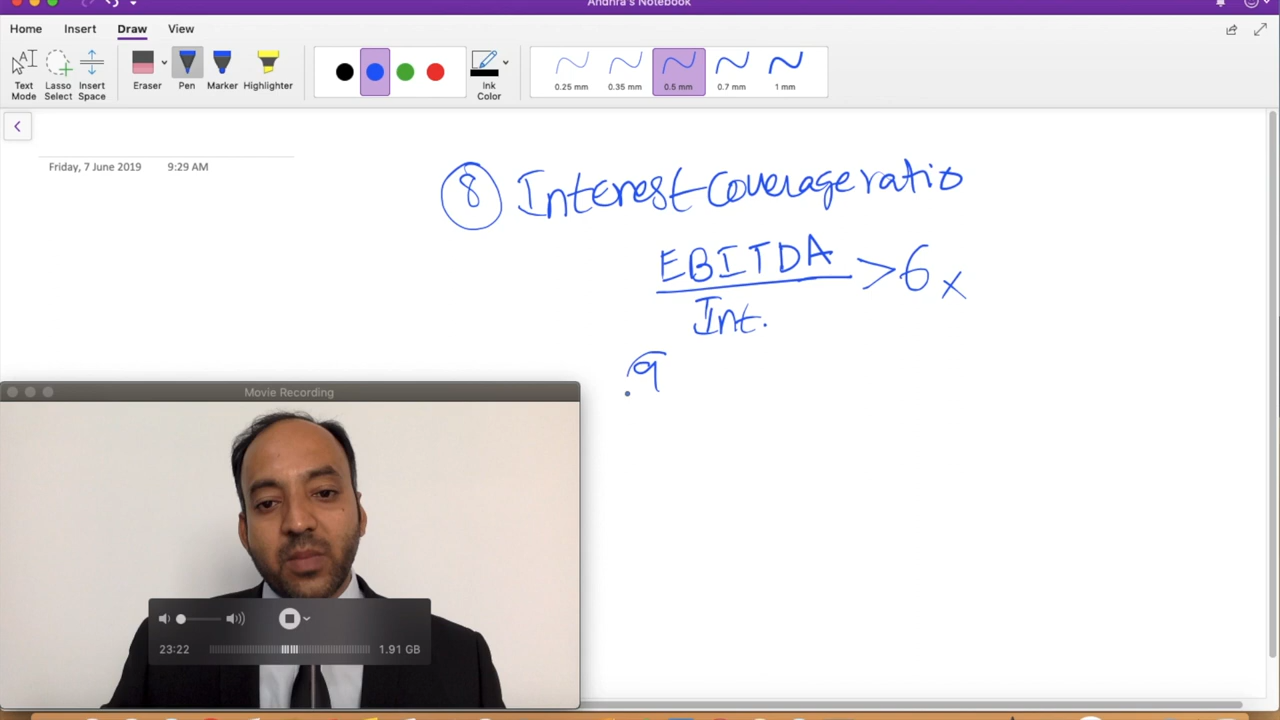 Andhra's Notebook
Home Insert Draw View
Text Mode
Lasso Select
Insert Space
Eraser
Pen
Marker
Highlighter
Ink Color
0.25 mm
0.35 mm
0.5 mm
0.7 mm
1 mm
Friday, 7 June 2019 9:29 AM
8 Interest Coverage ratio
EBITDA > 6x
Int.
9
Movie Recording
23:22 1.91 GB